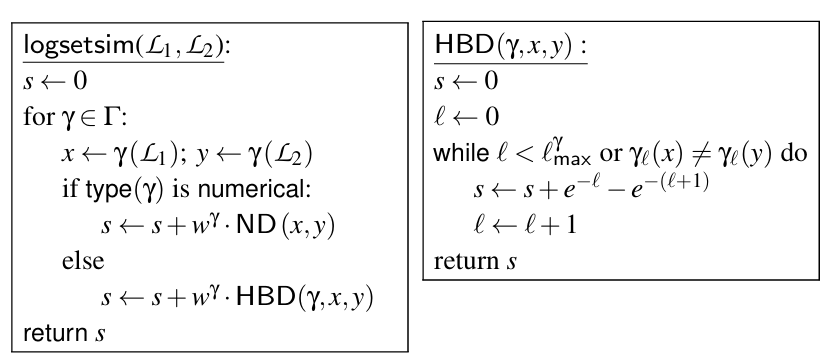 logsetsim(ℒ₁, ℒ₂):
s ← 0
for γ ∈ Γ:
x ← γ(ℒ₁); y ← γ(ℒ₂)
if type(γ) is numerical:
s ← s + w^γ · ND (x, y)
else
s ← s + w^γ · HBD(γ, x, y)
return s
HBD(γ, x, y) :
s ← 0
ℓ ← 0
while ℓ < ℓ^γ_max or γ_ℓ(x) ≠ γ_ℓ(y) do
s ← s + e^{−ℓ} − e^{−(ℓ+1)}
ℓ ← ℓ + 1
return s